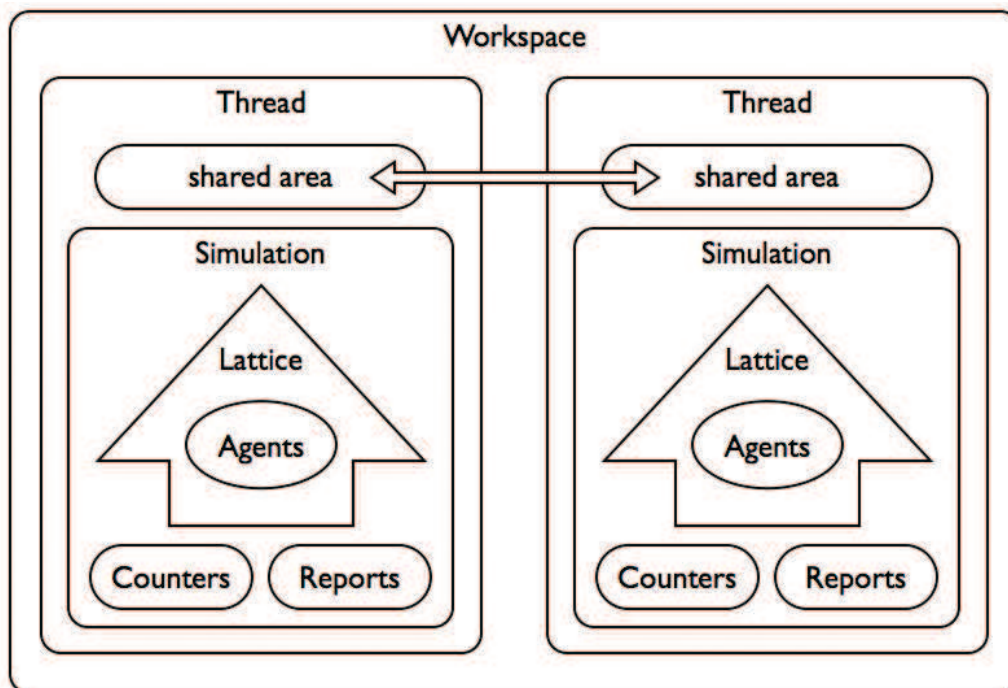 Workspace
Thread
shared area
Simulation
Lattice
Agents
Counters
Reports
Thread
shared area
Simulation
Lattice
Agents
Counters
Reports